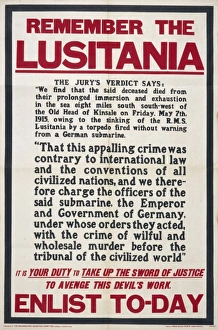 REMEMBER THE
LUSITANIA
THE JURY'S VERDICT SAYS:
"We find that the said deceased died from
their prolonged immersion and exhaustion in
the sea eight miles south south-west of
the Old Head of Kinsale on Friday, May 7th,
1915, owing to the sinking of the R.M.S.
Lusitania by a torpedo fired without warning
from a German submarine."
"That this appalling crime was
contrary to international law
and the conventions of all
civilized nations, and we there-
fore charge the officers of the
said submarine, the Emperor
and Government of Germany,
under whose orders they acted,
with the crime of wilful and
wholesale murder before the
tribunal of the civilized world"
IT IS YOUR DUTY TO TAKE UP THE SWORD OF JUSTICE
TO AVENGE THIS DEVIL'S WORK.
ENLIST TO-DAY